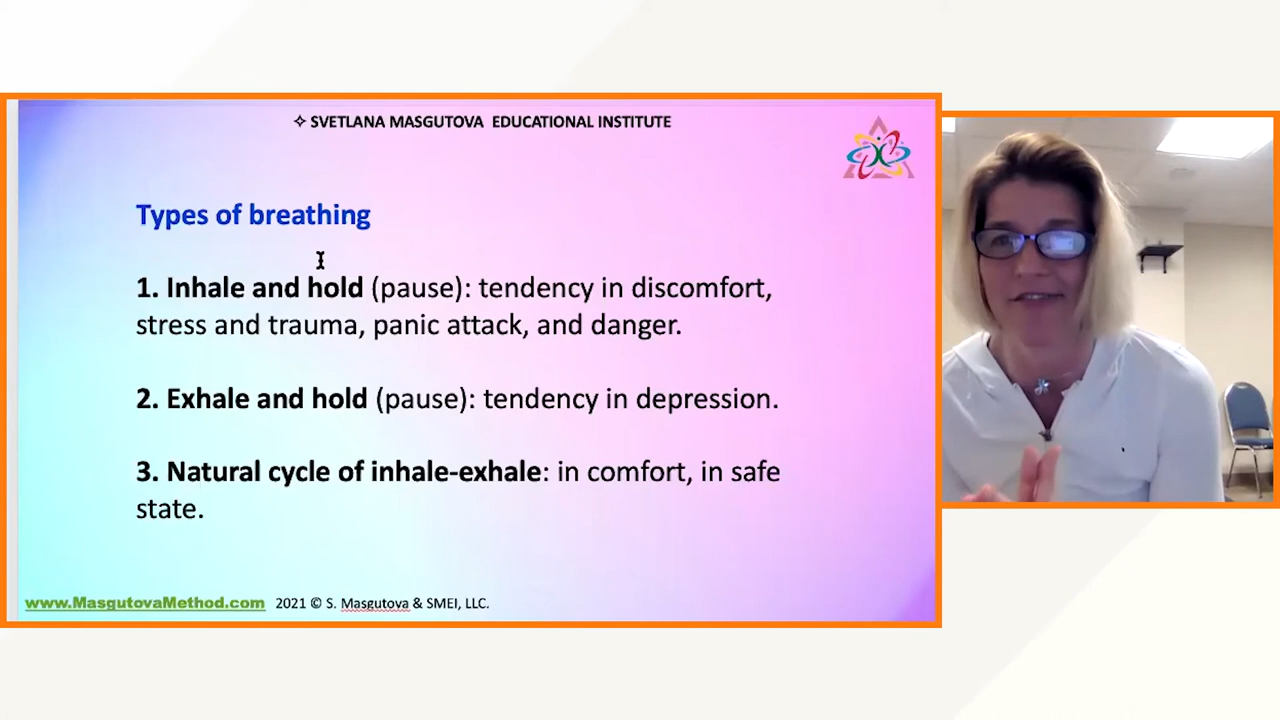 ✧ SVETLANA MASGUTOVA EDUCATIONAL INSTITUTE
Types of breathing
1. Inhale and hold (pause): tendency in discomfort,
stress and trauma, panic attack, and danger.
2. Exhale and hold (pause): tendency in depression.
3. Natural cycle of inhale-exhale: in comfort, in safe
state.
www.MasgutovaMethod.com 2021 © S. Masgutova & SMEI, LLC.